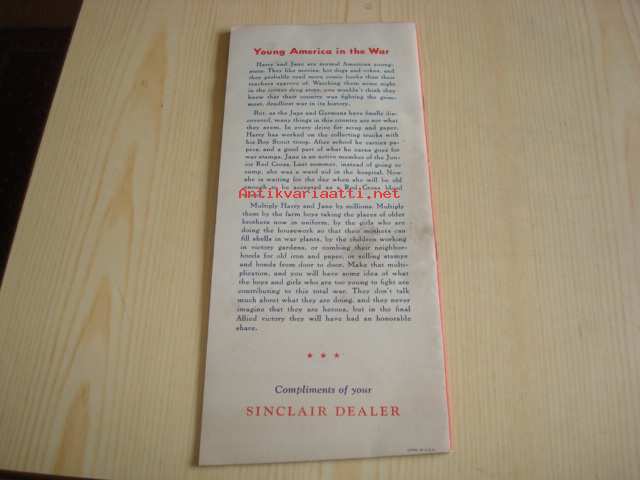 Young America in the War
Harry and Jane are normal American young-
sters. They like movies, hot dogs and cokes, and
they probably read more comic books than their
teachers approve of. Watching them some night
in the corner drug store, you wouldn't think they
knew that their country was fighting the grim-
mest, deadliest war in its history.
But, as the Japs and Germans have finally dis-
covered, many things in this country are not what
they seem. In every drive for scrap and paper,
Harry has worked on the collecting trucks with
his Boy Scout troop. After school he carries pa-
pers, and a good part of what he earns goes for
war stamps. Jane is an active member of the Jun-
ior Red Cross. Last summer, instead of going to
camp, she was a ward aid in the hospital. Now
she is waiting for the day when she will be old
enough to be accepted as a Red Cross blood
Antikvariaatti.net
Multiply Harry and Jane by millions. Multiply
them by the farm boys taking the places of older
brothers now in uniform, by the girls who are
doing the housework so that their mothers can
fill shells in war plants, by the children working
in victory gardens, or combing their neighbor-
hoods for old iron and paper, or selling stamps
and bonds from door to door. Make that multi-
plication, and you will have some idea of what
the boys and girls who are too young to fight are
contributing to this total war. They don't talk
much about what they are doing, and they never
imagine that they are heroes, but in the final
Allied victory they will have had an honorable
share.
Compliments of your
SINCLAIR DEALER